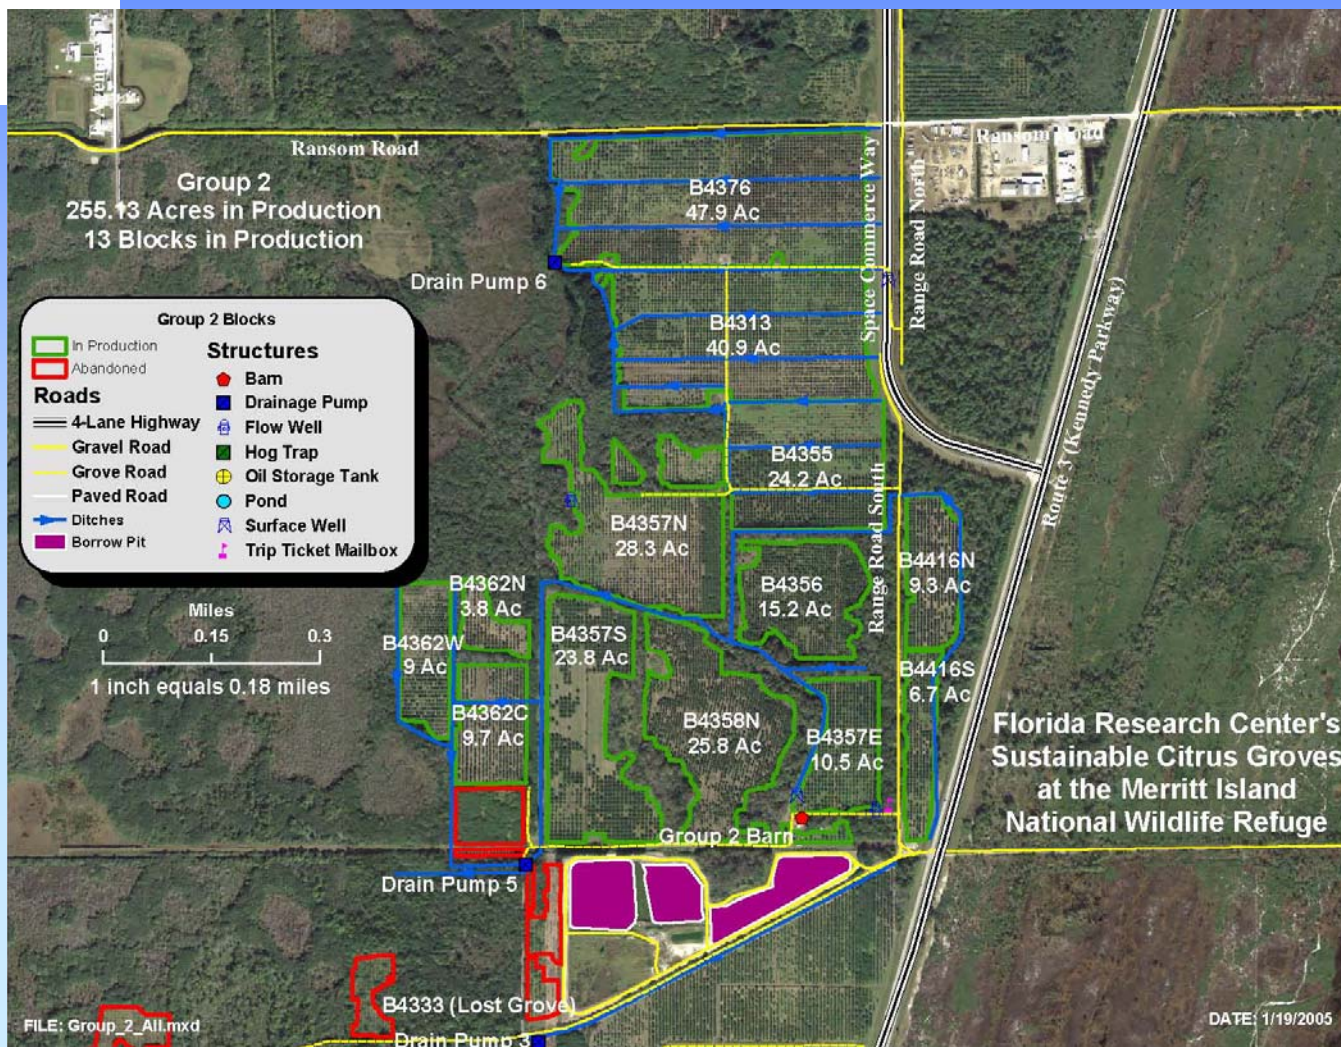 E Avenue
Ransom Road
Ransom Road
Group 2
255.13 Acres in Production
13 Blocks in Production
Space Commerce Way
Range Road North
B4376
47.9 Ac
Drain Pump 6
Group 2 Blocks
In Production
Abandoned
Roads
4-Lane Highway
Gravel Road
Grove Road
Paved Road
Ditches
Borrow Pit
Structures
Barn
Drainage Pump
Flow Well
Hog Trap
Oil Storage Tank
Pond
Surface Well
Trip Ticket Mailbox
B4313
40.9 Ac
Route 3 (Kennedy Parkway)
B4355
24.2 Ac
Range Road South
B4357N
28.3 Ac
B4416N
9.3 Ac
B4356
15.2 Ac
B4362N
3.8 Ac
Miles
0 0.15 0.3
1 inch equals 0.18 miles
B4362W
9 Ac
B4357S
23.8 Ac
B4416S
6.7 Ac
B4362C
9.7 Ac
B4358N
25.8 Ac
B4357E
10.5 Ac
Florida Research Center's
Sustainable Citrus Groves
at the Merritt Island
National Wildlife Refuge
Group 2 Barn
Drain Pump 5
B4333 (Lost Grove)
Drain Pump 3
FILE: Group_2_All.mxd
DATE: 1/19/2005